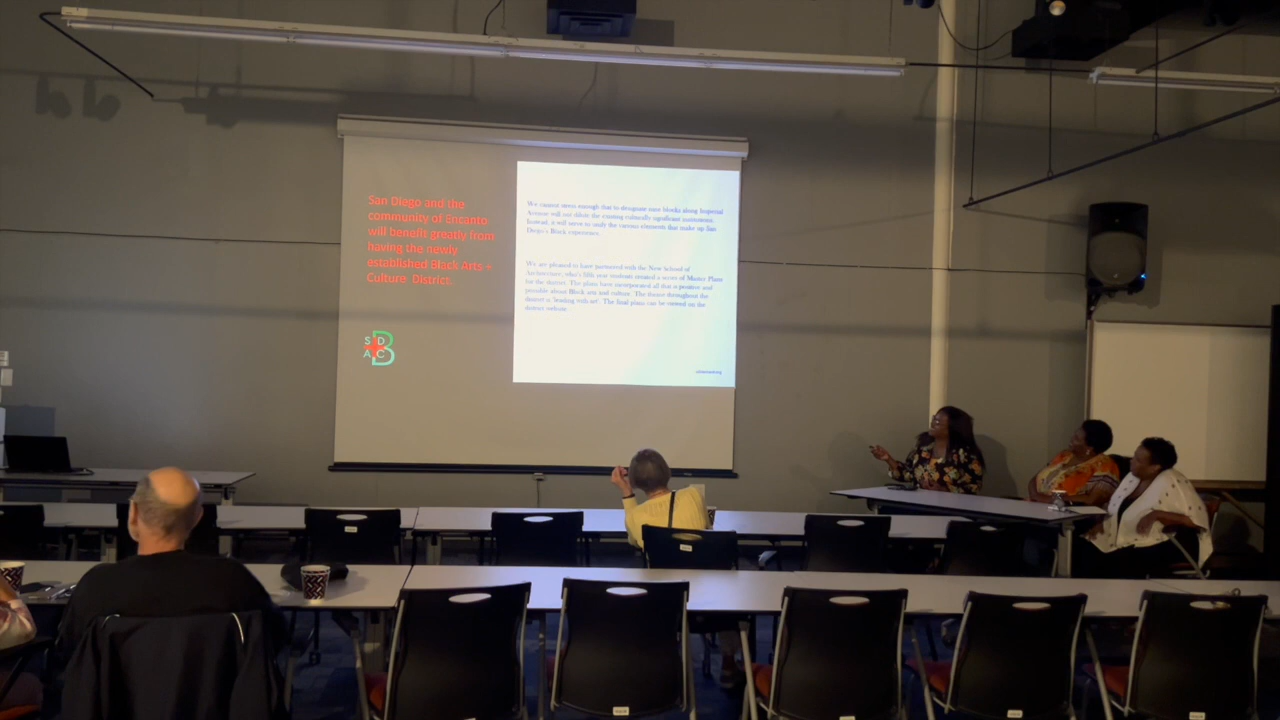 San Diego and the
community of Encanto
will benefit greatly from
having the newly
established Black Arts +
Culture District.
We cannot stress enough that to designate nine blocks along Imperial
Avenue will not dilute the existing culturally significant institutions.
Instead, it will serve to unify the various elements that make up San
Diego's Black experience.
We are pleased to have partnered with the New School of
Architecture, who's fifth year students created a series of Master Plans
for the district. The plans have incorporated all that is positive and
possible about Black arts and culture. The theme throughout the
district is 'leading with art'. The final plans can be viewed on the
district website.
S D B
A C